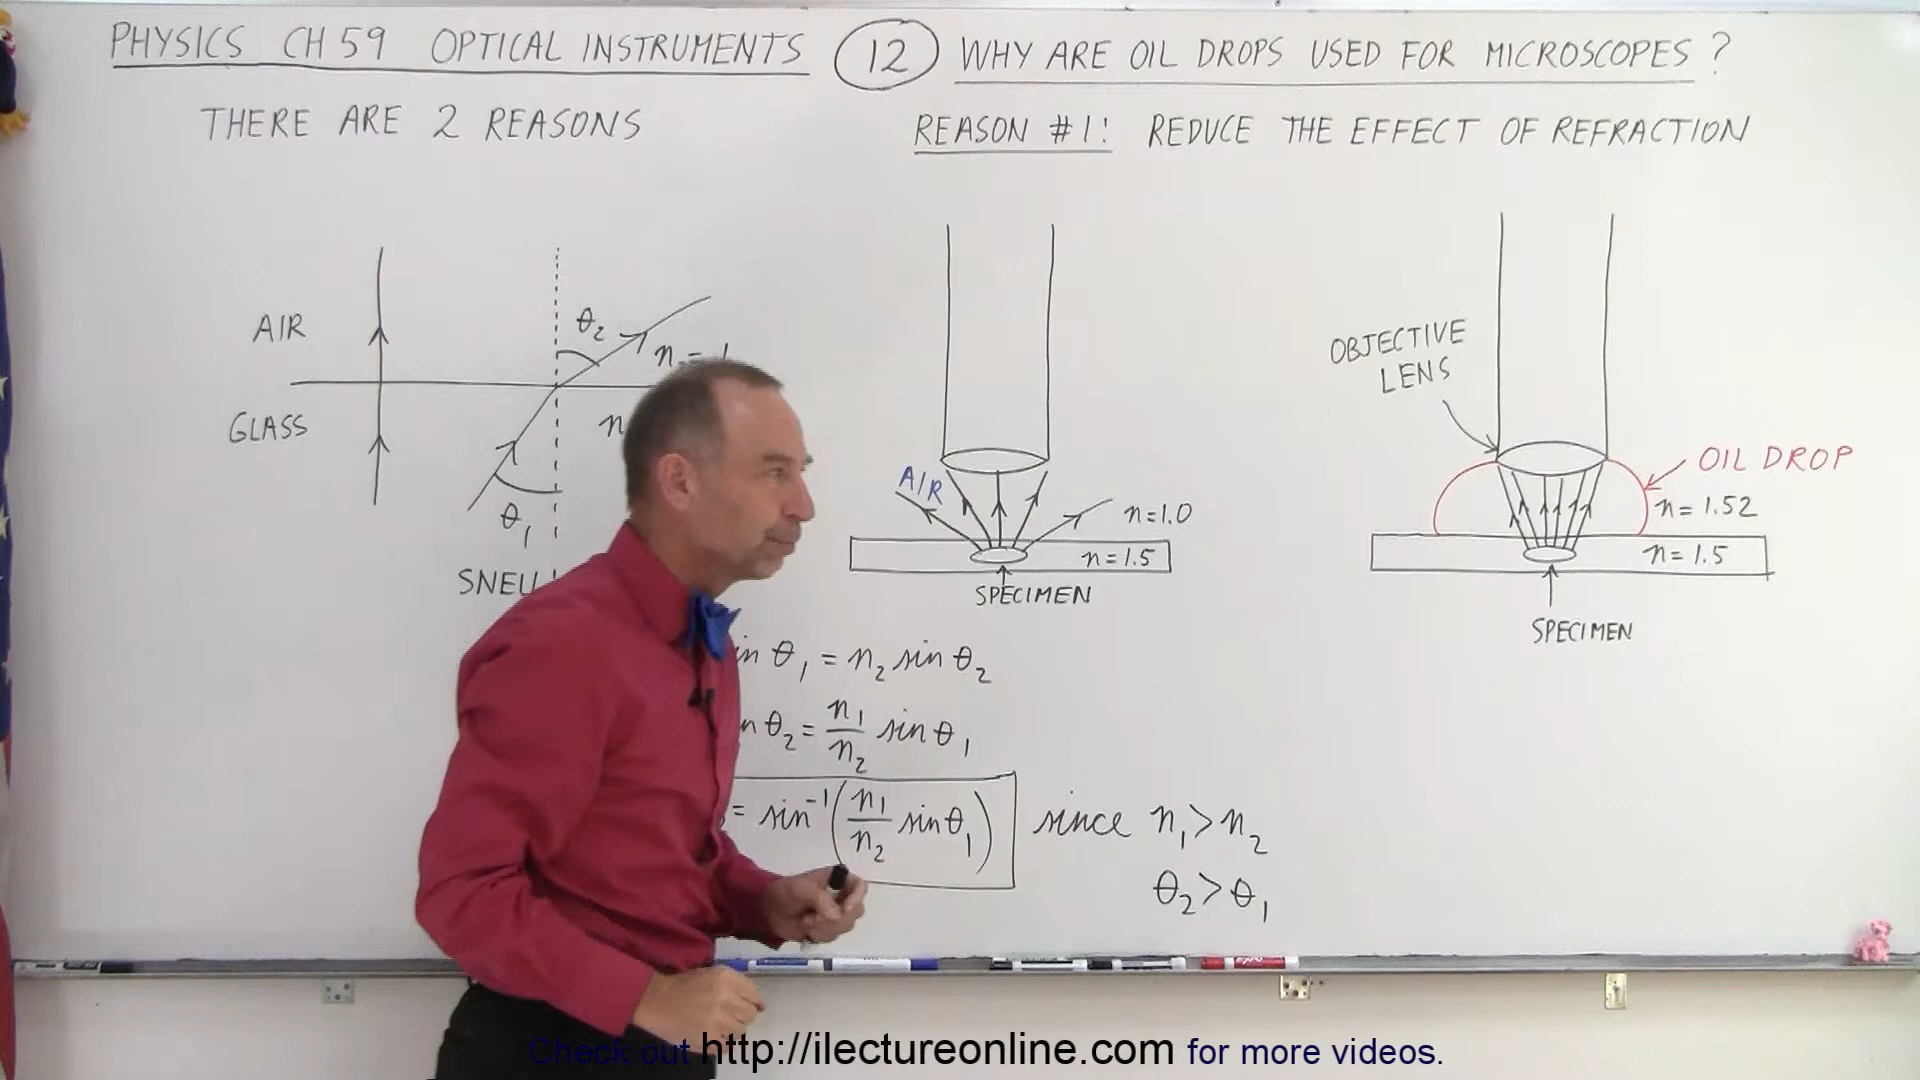 PHYSICS CH 59 OPTICAL INSTRUMENTS 12 WHY ARE OIL DROPS USED FOR MICROSCOPES?
THERE ARE 2 REASONS
REASON #1: REDUCE THE EFFECT OF REFRACTION
AIR
GLASS
θ₂
θ₁
AIR
n=1.0
n=1.5
SPECIMEN
OBJECTIVE
LENS
OIL DROP
n=1.52
n=1.5
SPECIMEN
θ₁ = n₂ sin θ₂
θ₂ = n₁/n₂ sin θ₁
= sin⁻¹(n₁/n₂ sin θ₁) since n₁ > n₂
θ₂ > θ₁
Check out http://ilectureonline.com for more videos.